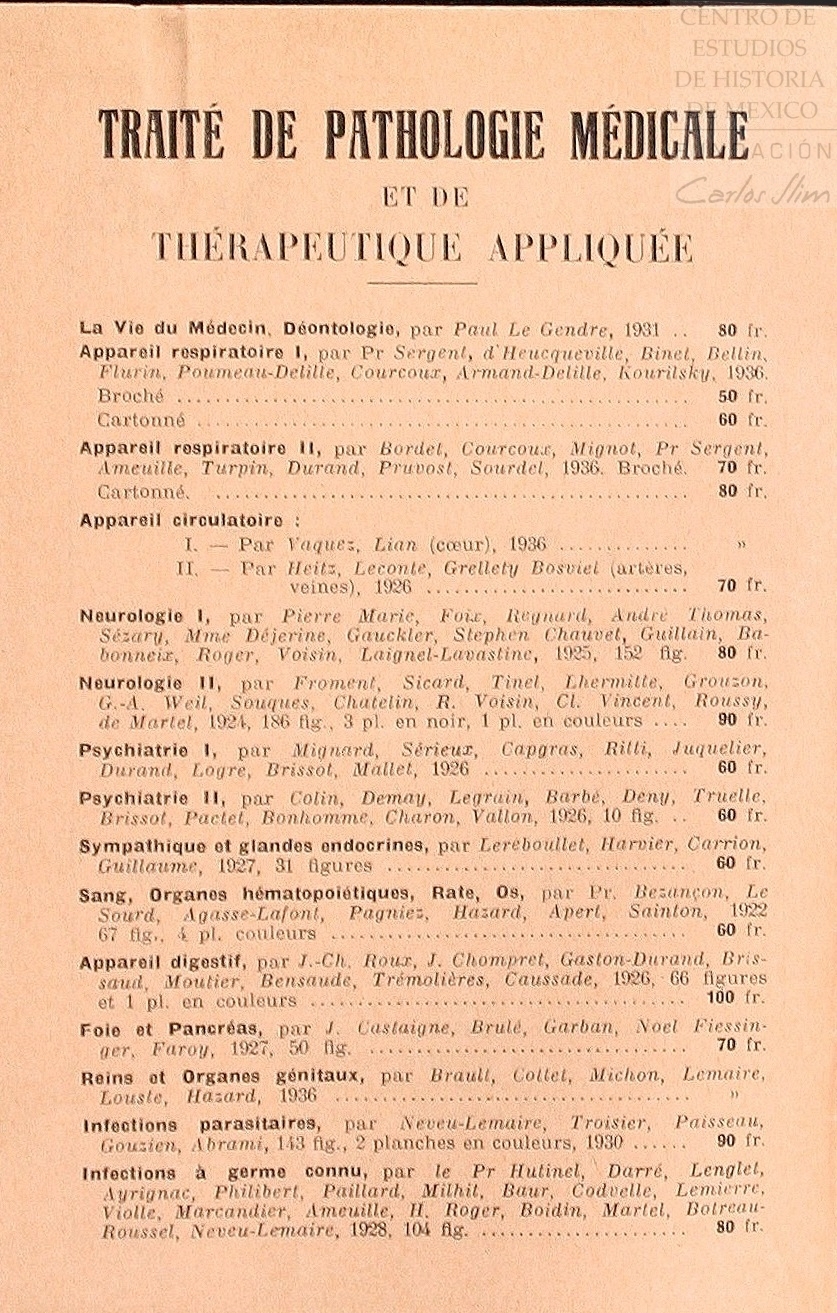 CENTRO DE
ESTUDIOS
DE HISTORIA
DE MEXICO
ACIÓN
Carlos Slim
TRAITÉ DE PATHOLOGIE MÉDICALE
ET DE
THÉRAPEUTIQUE APPLIQUÉE
La Vie du Médecin, Déontologie, par Paul Le Gendre, 1931 .. 80 fr.
Appareil respiratoire I, par Pr Sergent, d'Heucqueville, Binet, Bellin,
Flurin, Poumeau-Delille, Courcoux, Armand-Delille, Kourilsky, 1936.
Broché .......... 50 fr.
Cartonné .......... 60 fr.
Appareil respiratoire II, par Bordet, Courcoux, Mignot, Pr Sergent,
Ameuille, Turpin, Durand, Pruvost, Sourdel, 1936. Broché. 70 fr.
Cartonné. .......... 80 fr.
Appareil circulatoire :
I. — Par Vaquez, Lian (cœur), 1936 .......... »
II. — Par Heitz, Leconte, Grellety Bosviel (artères,
veines), 1926 .......... 70 fr.
Neurologie I, par Pierre Marie, Foix, Regnard, André Thomas,
Sézary, Mme Déjerine, Gauckler, Stephen Chauvet, Guillain, Ba-
bonneix, Roger, Voisin, Laignel-Lavastine, 1925, 152 fig. 80 fr.
Neurologie II, par Froment, Sicard, Tinel, Lhermitte, Grouzon,
G.-A. Weil, Souques, Chatelin, R. Voisin, Cl. Vincent, Roussy,
de Martel, 1924, 186 fig., 3 pl. en noir, 1 pl. en couleurs .... 90 fr.
Psychiatrie I, par Mignard, Sérieux, Capgras, Ritti, Juquelier,
Durand, Logre, Brissot, Mallet, 1926 .......... 60 fr.
Psychiatrie II, par Colin, Demay, Legrain, Barbé, Deny, Truelle,
Brissot, Pactet, Bonhomme, Charon, Vallon, 1926, 10 fig. .. 60 fr.
Sympathique et glandes endocrines, par Lereboullet, Harvier, Carrion,
Guillaume, 1927, 31 figures .......... 60 fr.
Sang, Organes hématopoiétiques, Rate, Os, par Pr. Bezançon, Le
Sourd, Agasse-Lafont, Pagniez, Hazard, Apert, Sainton, 1922
67 fig., 4 pl. couleurs .......... 60 fr.
Appareil digestif, par J.-Ch. Roux, J. Chompret, Gaston-Durand, Bris-
saud, Moutier, Bensaude, Trémolières, Caussade, 1926, 66 figures
et 1 pl. en couleurs .......... 100 fr.
Foie et Pancréas, par J. Castaigne, Brulé, Garban, Noel Fiessin-
ger, Faroy, 1927, 50 fig. .......... 70 fr.
Reins et Organes génitaux, par Brault, Collet, Michon, Lemaire,
Louste, Hazard, 1936 .......... »
Infections parasitaires, par Neveu-Lemaire, Troisier, Paisseau,
Gouzien, Abrami, 143 fig., 2 planches en couleurs, 1930 ...... 90 fr.
Infections à germe connu, par le Pr Hutinel, Darré, Lenglet,
Ayrignac, Philibert, Paillard, Milhit, Baur, Codvelle, Lemierre,
Violle, Marcandier, Ameuille, H. Roger, Boidin, Martel, Botreau-
Roussel, Neveu-Lemaire, 1928, 104 fig. .......... 80 fr.